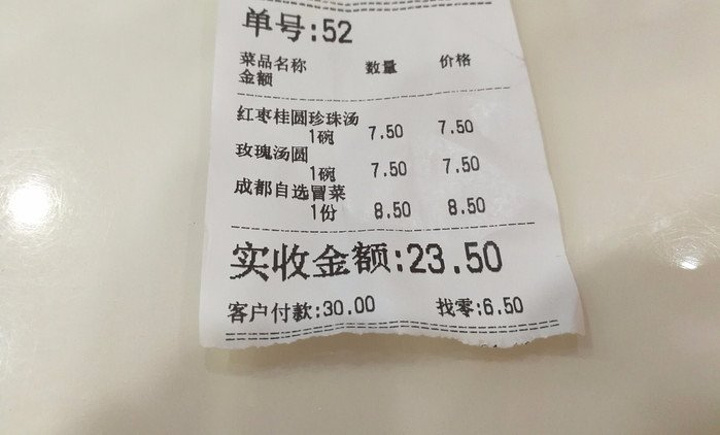 单号:52
菜品名称 数量 价格
金额
红枣桂圆珍珠汤
1碗 7.50 7.50
玫瑰汤圆
1碗 7.50 7.50
成都自选冒菜
1份 8.50 8.50
实收金额:23.50
客户付款:30.00 找零:6.50